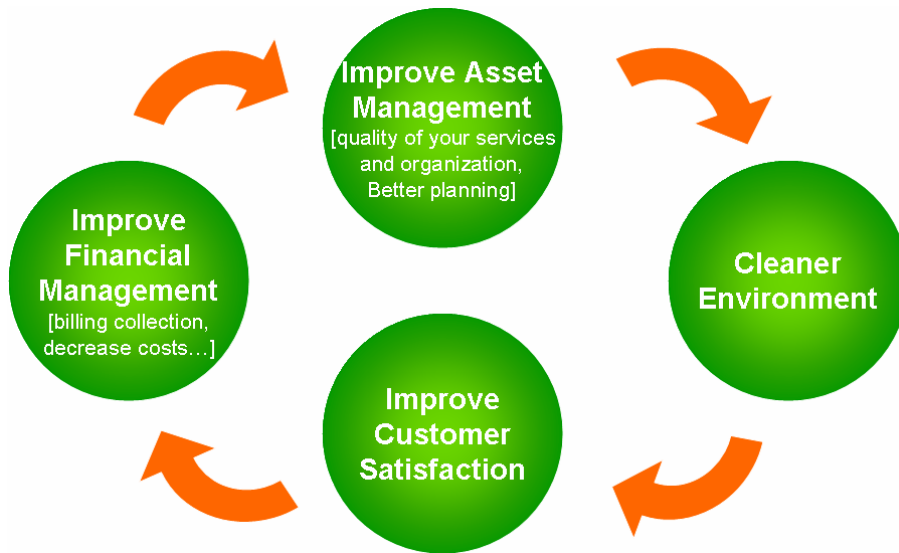 Improve Asset
Management
[quality of your services
and organization,
Better planning]
Improve
Financial
Management
[billing collection,
decrease costs…]
Cleaner
Environment
Improve
Customer
Satisfaction